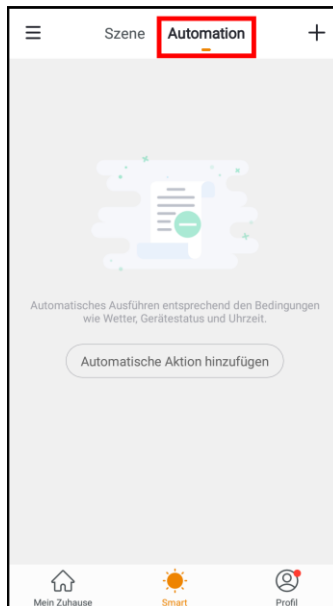 Szene Automation
Automatisches Ausführen entsprechend den Bedingungen
wie Wetter, Gerätestatus und Uhrzeit.
Automatische Aktion hinzufügen
Mein Zuhause Smart Profil